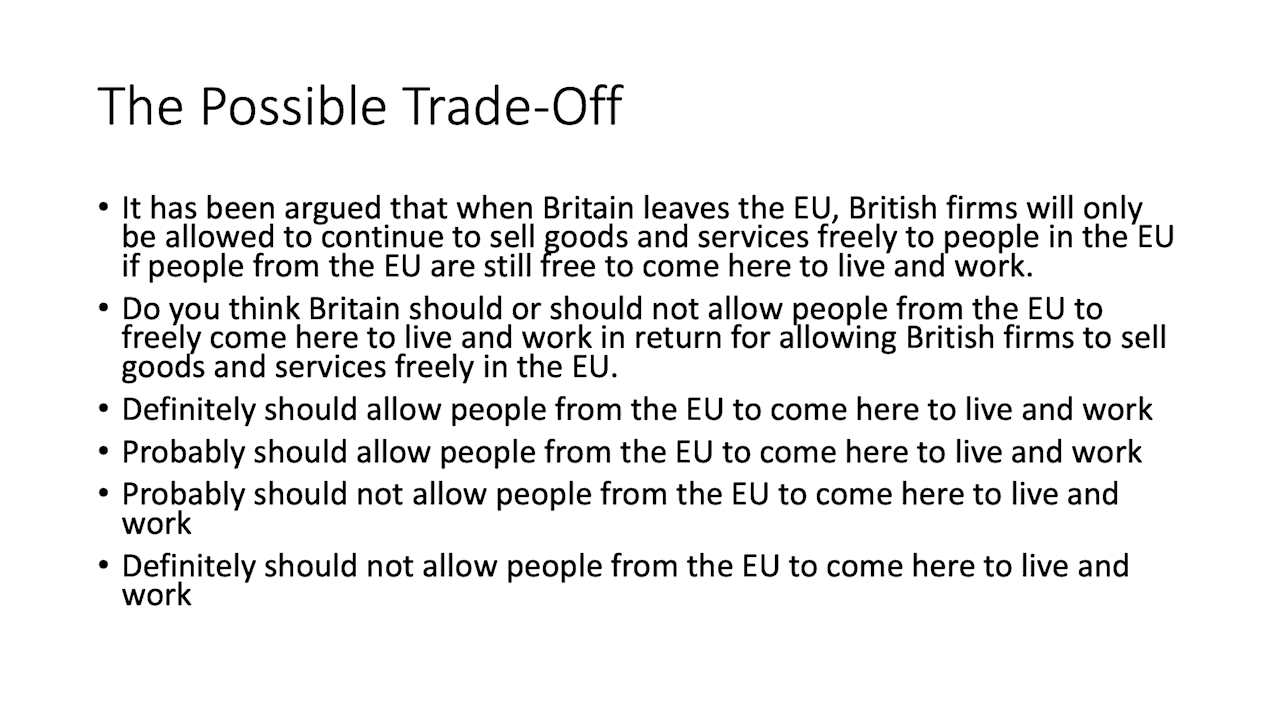 The Possible Trade-Off
• It has been argued that when Britain leaves the EU, British firms will only
be allowed to continue to sell goods and services freely to people in the EU
if people from the EU are still free to come here to live and work.
• Do you think Britain should or should not allow people from the EU to
freely come here to live and work in return for allowing British firms to sell
goods and services freely in the EU.
• Definitely should allow people from the EU to come here to live and work
• Probably should allow people from the EU to come here to live and work
• Probably should not allow people from the EU to come here to live and
work
• Definitely should not allow people from the EU to come here to live and
work